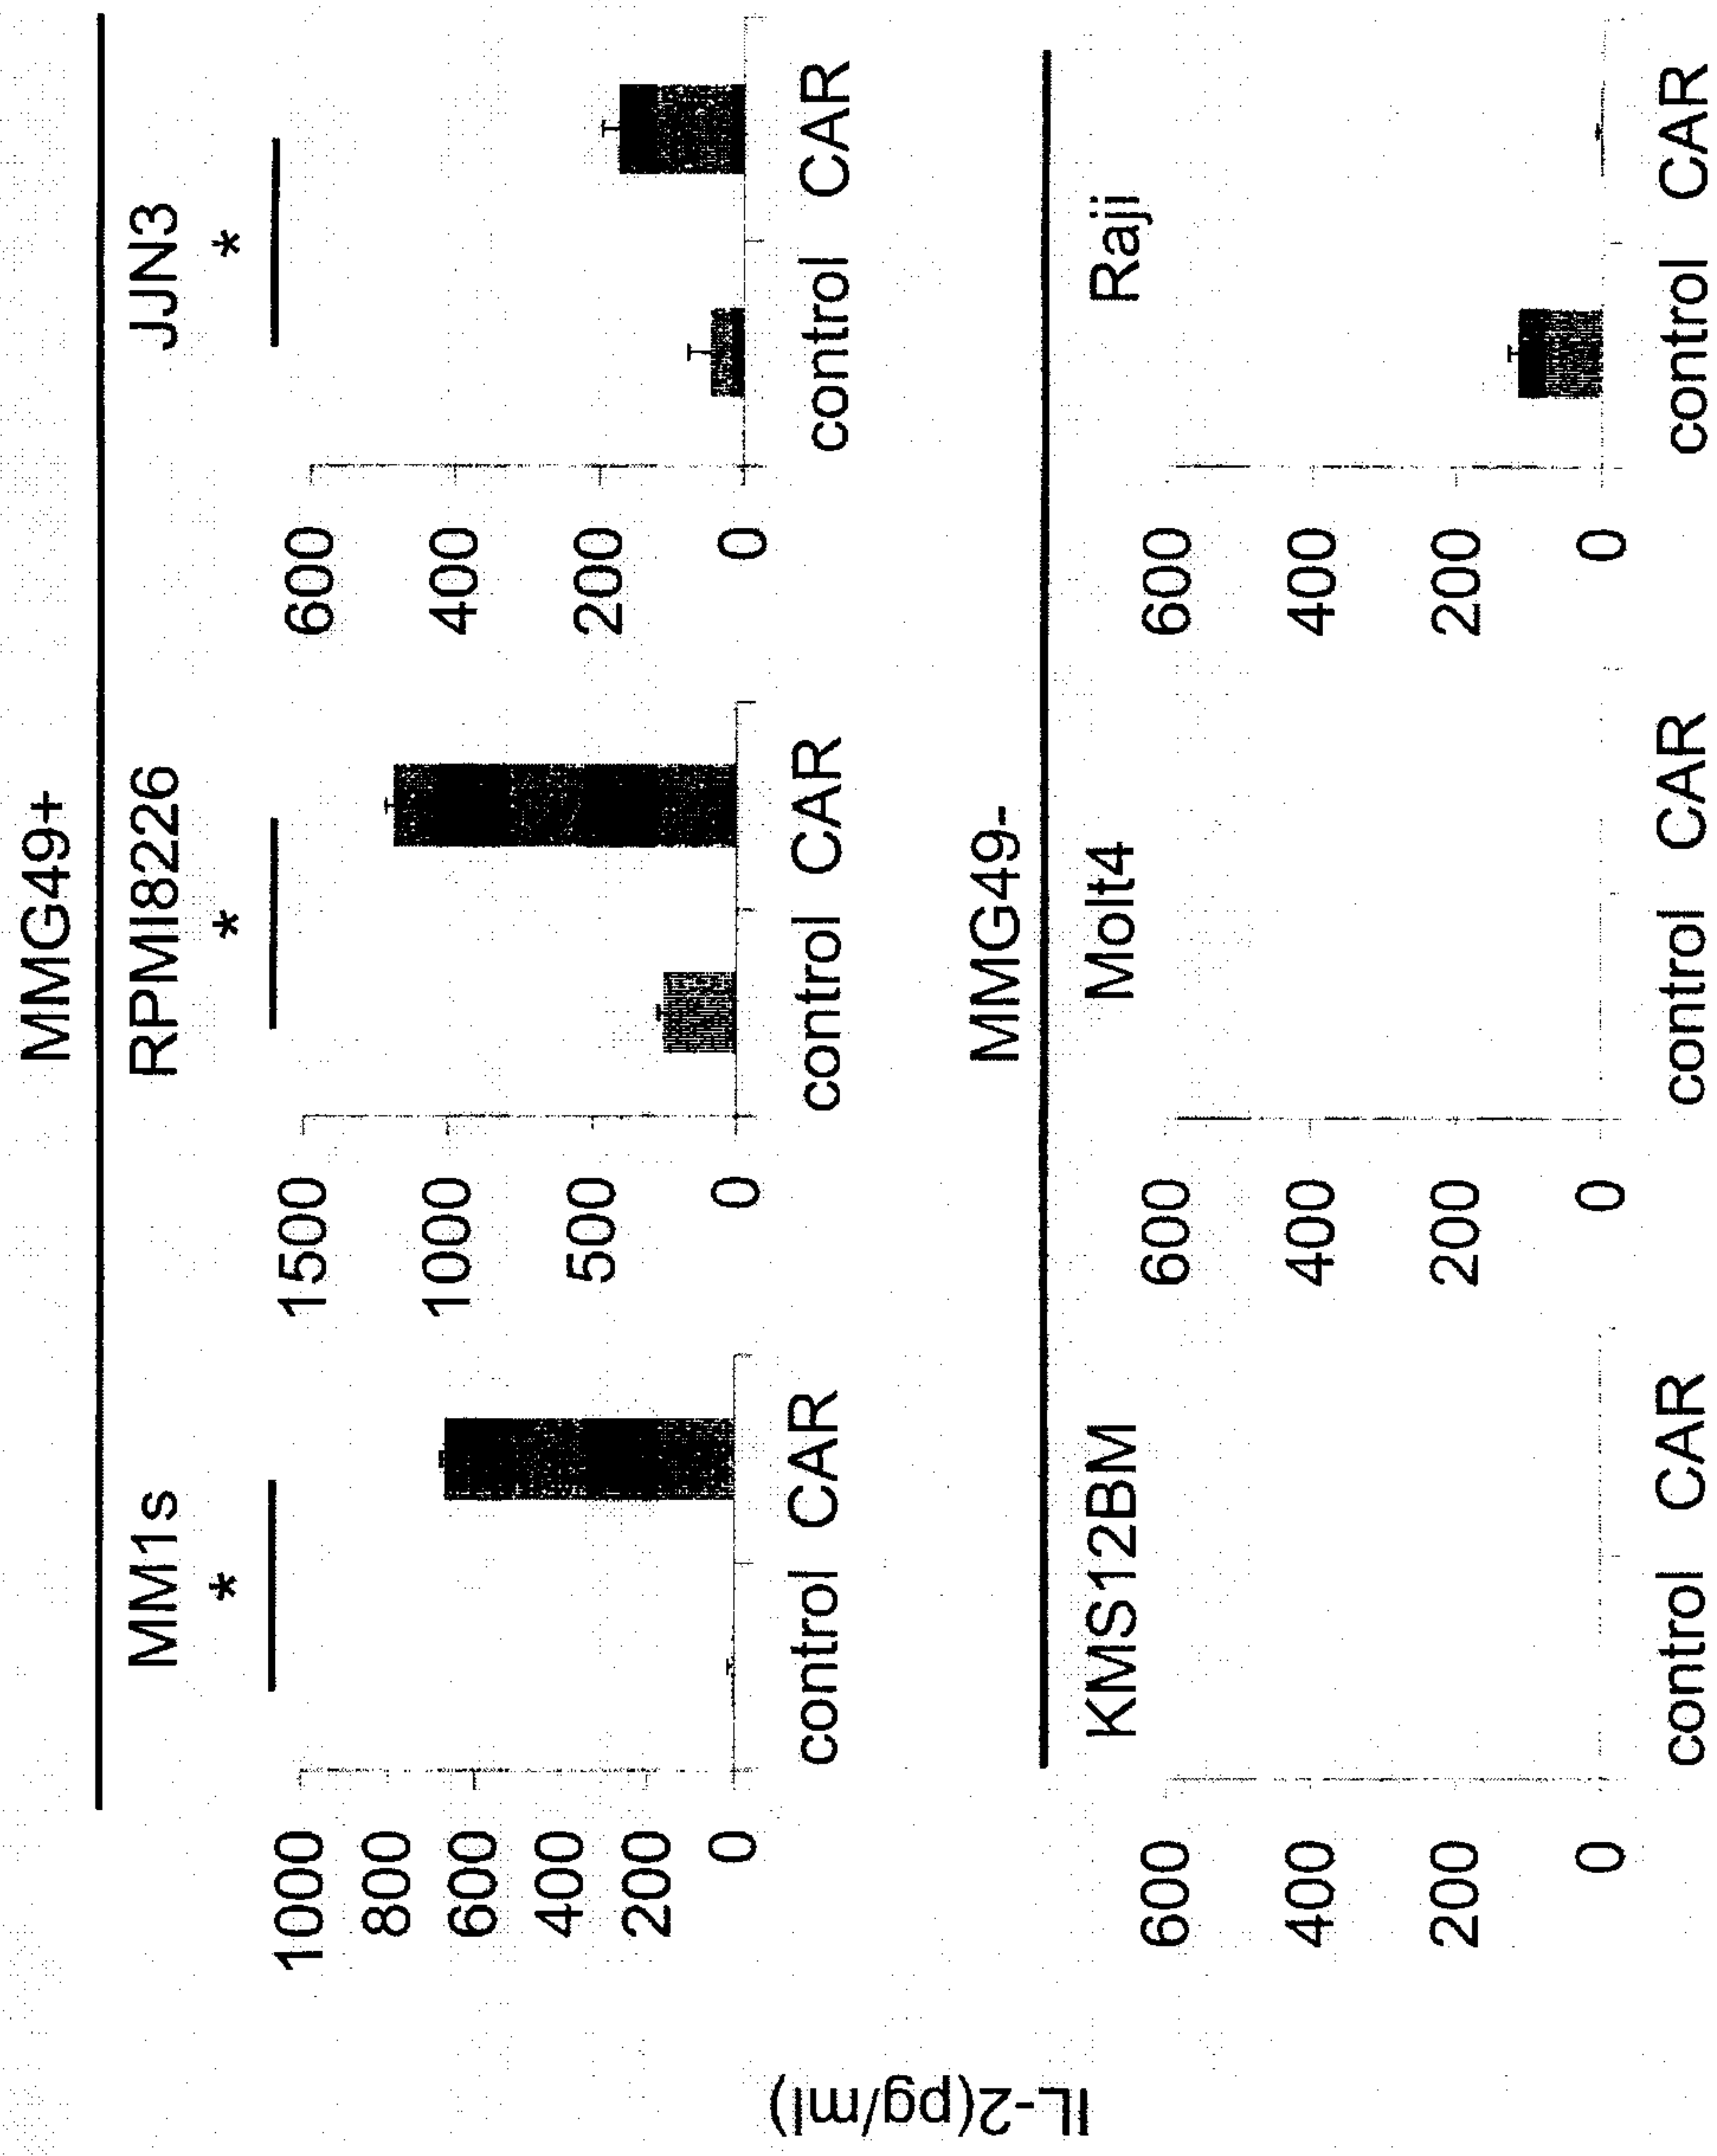 MMG49+
MM1s
RPMI8226
JJN3
*
*
*
1000
800
600
400
200
0
control CAR
1500
1000
500
0
control CAR
600
400
200
0
control CAR
IL-2(pg/ml)
MMG49-
KMS12BM
Molt4
Raji
600
400
200
0
control CAR
600
400
200
0
control CAR
600
400
200
0
control CAR